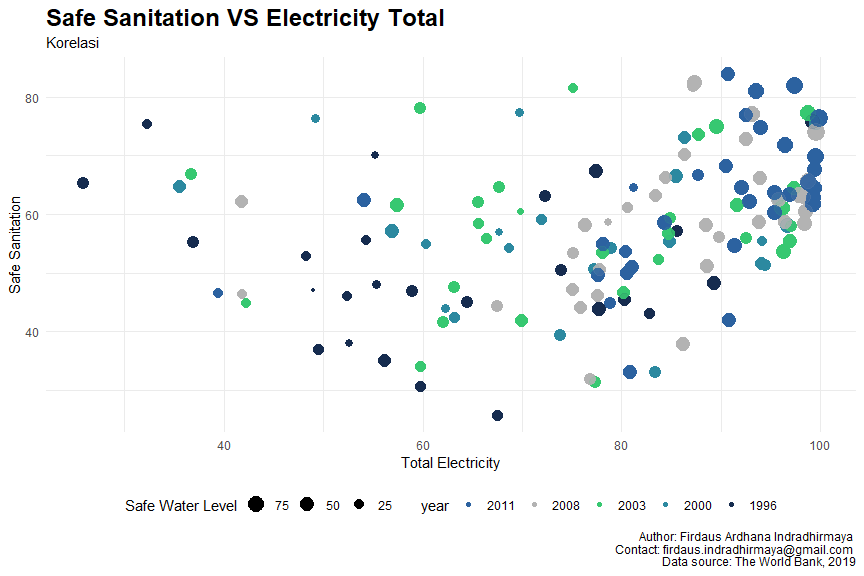 Safe Sanitation VS Electricity Total
Korelasi
Safe Sanitation
80
60
40
40 60 80 100
Total Electricity
Safe Water Level 75 50 25 year 2011 2008 2003 2000 1996
Author: Firdaus Ardhana Indradhirmaya
Contact: firdaus.indradhirmaya@gmail.com
Data source: The World Bank, 2019